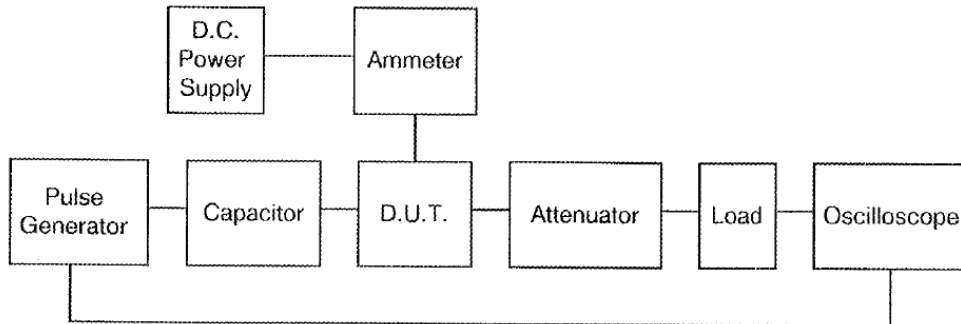 D.C.
Power
Supply
Ammeter
Pulse
Generator
Capacitor
D.U.T.
Attenuator
Load
Oscilloscope